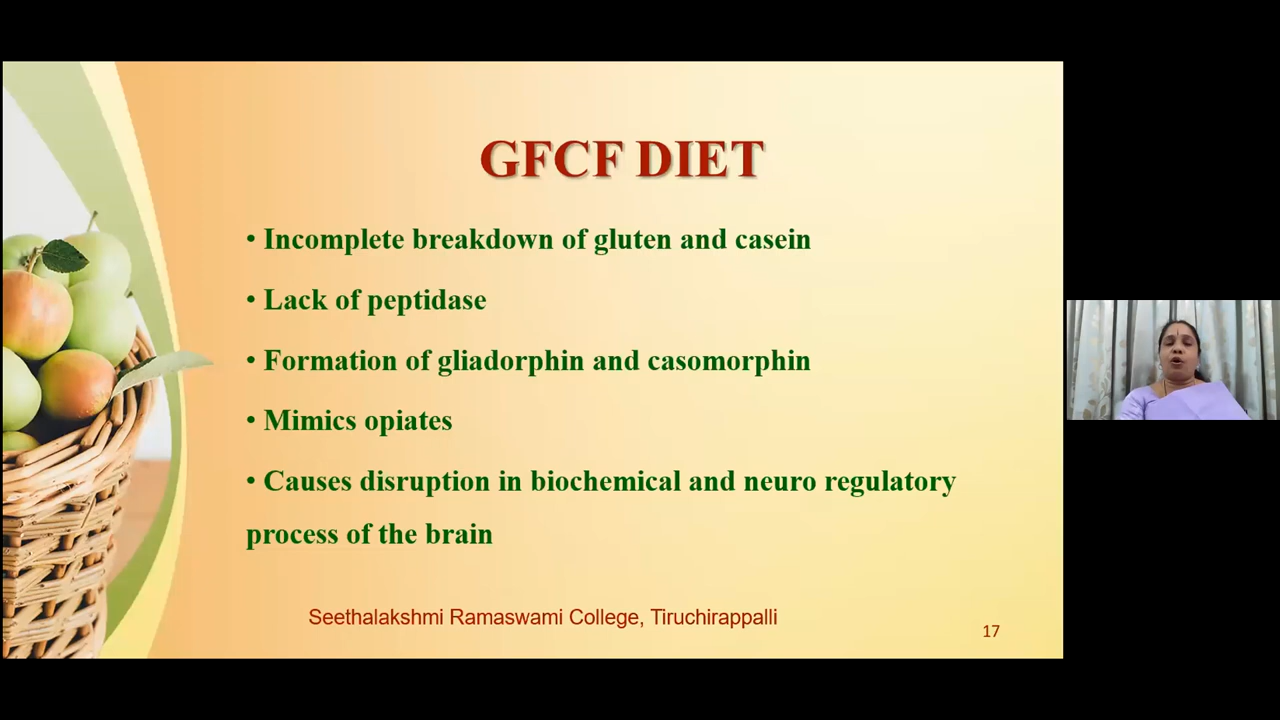 GFCF DIET
• Incomplete breakdown of gluten and casein
• Lack of peptidase
• Formation of gliadorphin and casomorphin
• Mimics opiates
• Causes disruption in biochemical and neuro regulatory
process of the brain
Seethalakshmi Ramaswami College, Tiruchirappalli
17